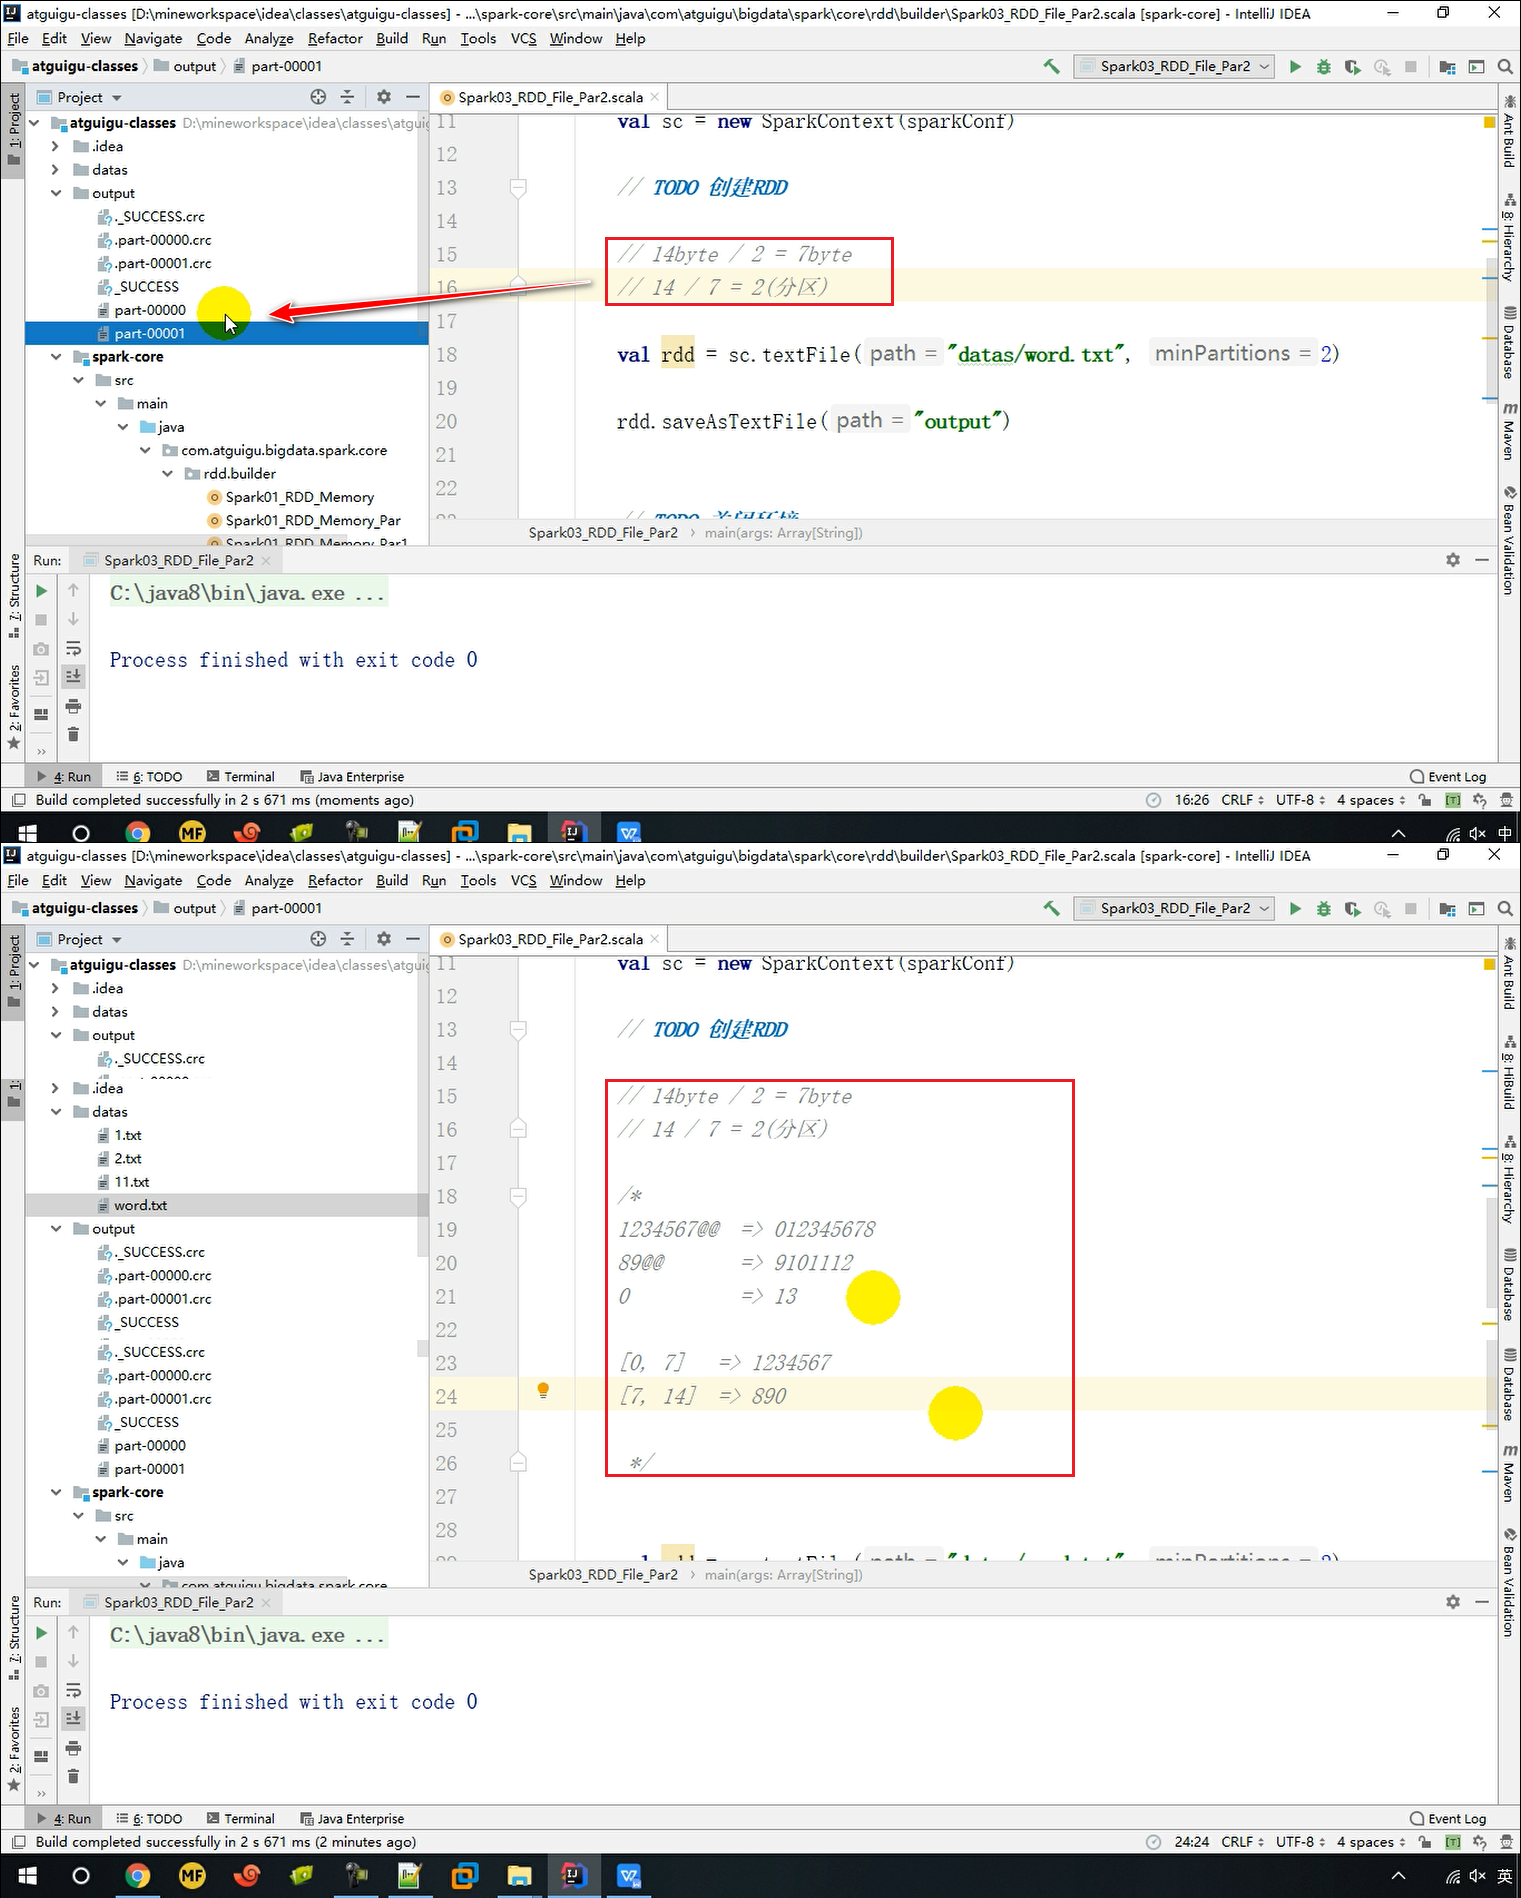 atguigu-classes [D:\mineworkspace\idea\classes\atguigu-classes] - ...\spark-core\src\main\java\com\atguigu\bigdata\spark\core\rdd\builder\Spark03_RDD_File_Par2.scala [spark-core] - IntelliJ IDEA
File Edit View Navigate Code Analyze Refactor Build Run Tools VCS Window Help
atguigu-classes output part-00001 Spark03_RDD_File_Par2
1: Project
7: Structure
2: Favorites
Project
atguigu-classes D:\mineworkspace\idea\classes\atguig
.idea
datas
output
._SUCCESS.crc
.part-00000.crc
.part-00001.crc
_SUCCESS
part-00000
part-00001
spark-core
src
main
java
com.atguigu.bigdata.spark.core
rdd.builder
Spark01_RDD_Memory
Spark01_RDD_Memory_Par
Spark01_RDD_Memory_Par1
Spark03_RDD_File_Par2.scala
11 val sc = new SparkContext(sparkConf)
12
13 // TODO 创建RDD
14
15 // 14byte / 2 = 7byte
16 // 14 / 7 = 2(分区)
17
18 val rdd = sc.textFile( path = "datas/word.txt", minPartitions = 2)
19
20 rdd.saveAsTextFile( path = "output")
21
22
// TODO 关闭环境
Spark03_RDD_File_Par2 main(args: Array[String])
Ant Build
8: Hierarchy
Database
Maven
Bean Validation
Run: Spark03_RDD_File_Par2
C:\java8\bin\java.exe ...
Process finished with exit code 0
4: Run 6: TODO Terminal Java Enterprise Event Log
Build completed successfully in 2 s 671 ms (moments ago) 16:26 CRLF UTF-8 4 spaces
MF 中
atguigu-classes [D:\mineworkspace\idea\classes\atguigu-classes] - ...\spark-core\src\main\java\com\atguigu\bigdata\spark\core\rdd\builder\Spark03_RDD_File_Par2.scala [spark-core] - IntelliJ IDEA
File Edit View Navigate Code Analyze Refactor Build Run Tools VCS Window Help
atguigu-classes output part-00001 Spark03_RDD_File_Par2
1: Project
1:
7: Structure
2: Favorites
Project
atguigu-classes D:\mineworkspace\idea\classes\atguig
.idea
datas
output
._SUCCESS.crc
.idea
datas
1.txt
2.txt
11.txt
word.txt
output
._SUCCESS.crc
.part-00000.crc
.part-00001.crc
_SUCCESS
._SUCCESS.crc
.part-00000.crc
.part-00001.crc
_SUCCESS
part-00000
part-00001
spark-core
src
main
java
com.atguigu.bigdata.spark.core
Spark03_RDD_File_Par2.scala
11 val sc = new SparkContext(sparkConf)
12
13 // TODO 创建RDD
14
15 // 14byte / 2 = 7byte
16 // 14 / 7 = 2(分区)
17
18 /*
19 1234567@@ => 012345678
20 89@@ => 9101112
21 0 => 13
22
23 [0, 7] => 1234567
24 [7, 14] => 890
25
26 */
27
28
Spark03_RDD_File_Par2 main(args: Array[String])
Ant Build
8: HiBuild
8: Hierarchy
Database
Database
Maven
Bean Validation
Run: Spark03_RDD_File_Par2
C:\java8\bin\java.exe ...
Process finished with exit code 0
4: Run 6: TODO Terminal Java Enterprise Event Log
Build completed successfully in 2 s 671 ms (2 minutes ago) 24:24 CRLF UTF-8 4 spaces
MF 英